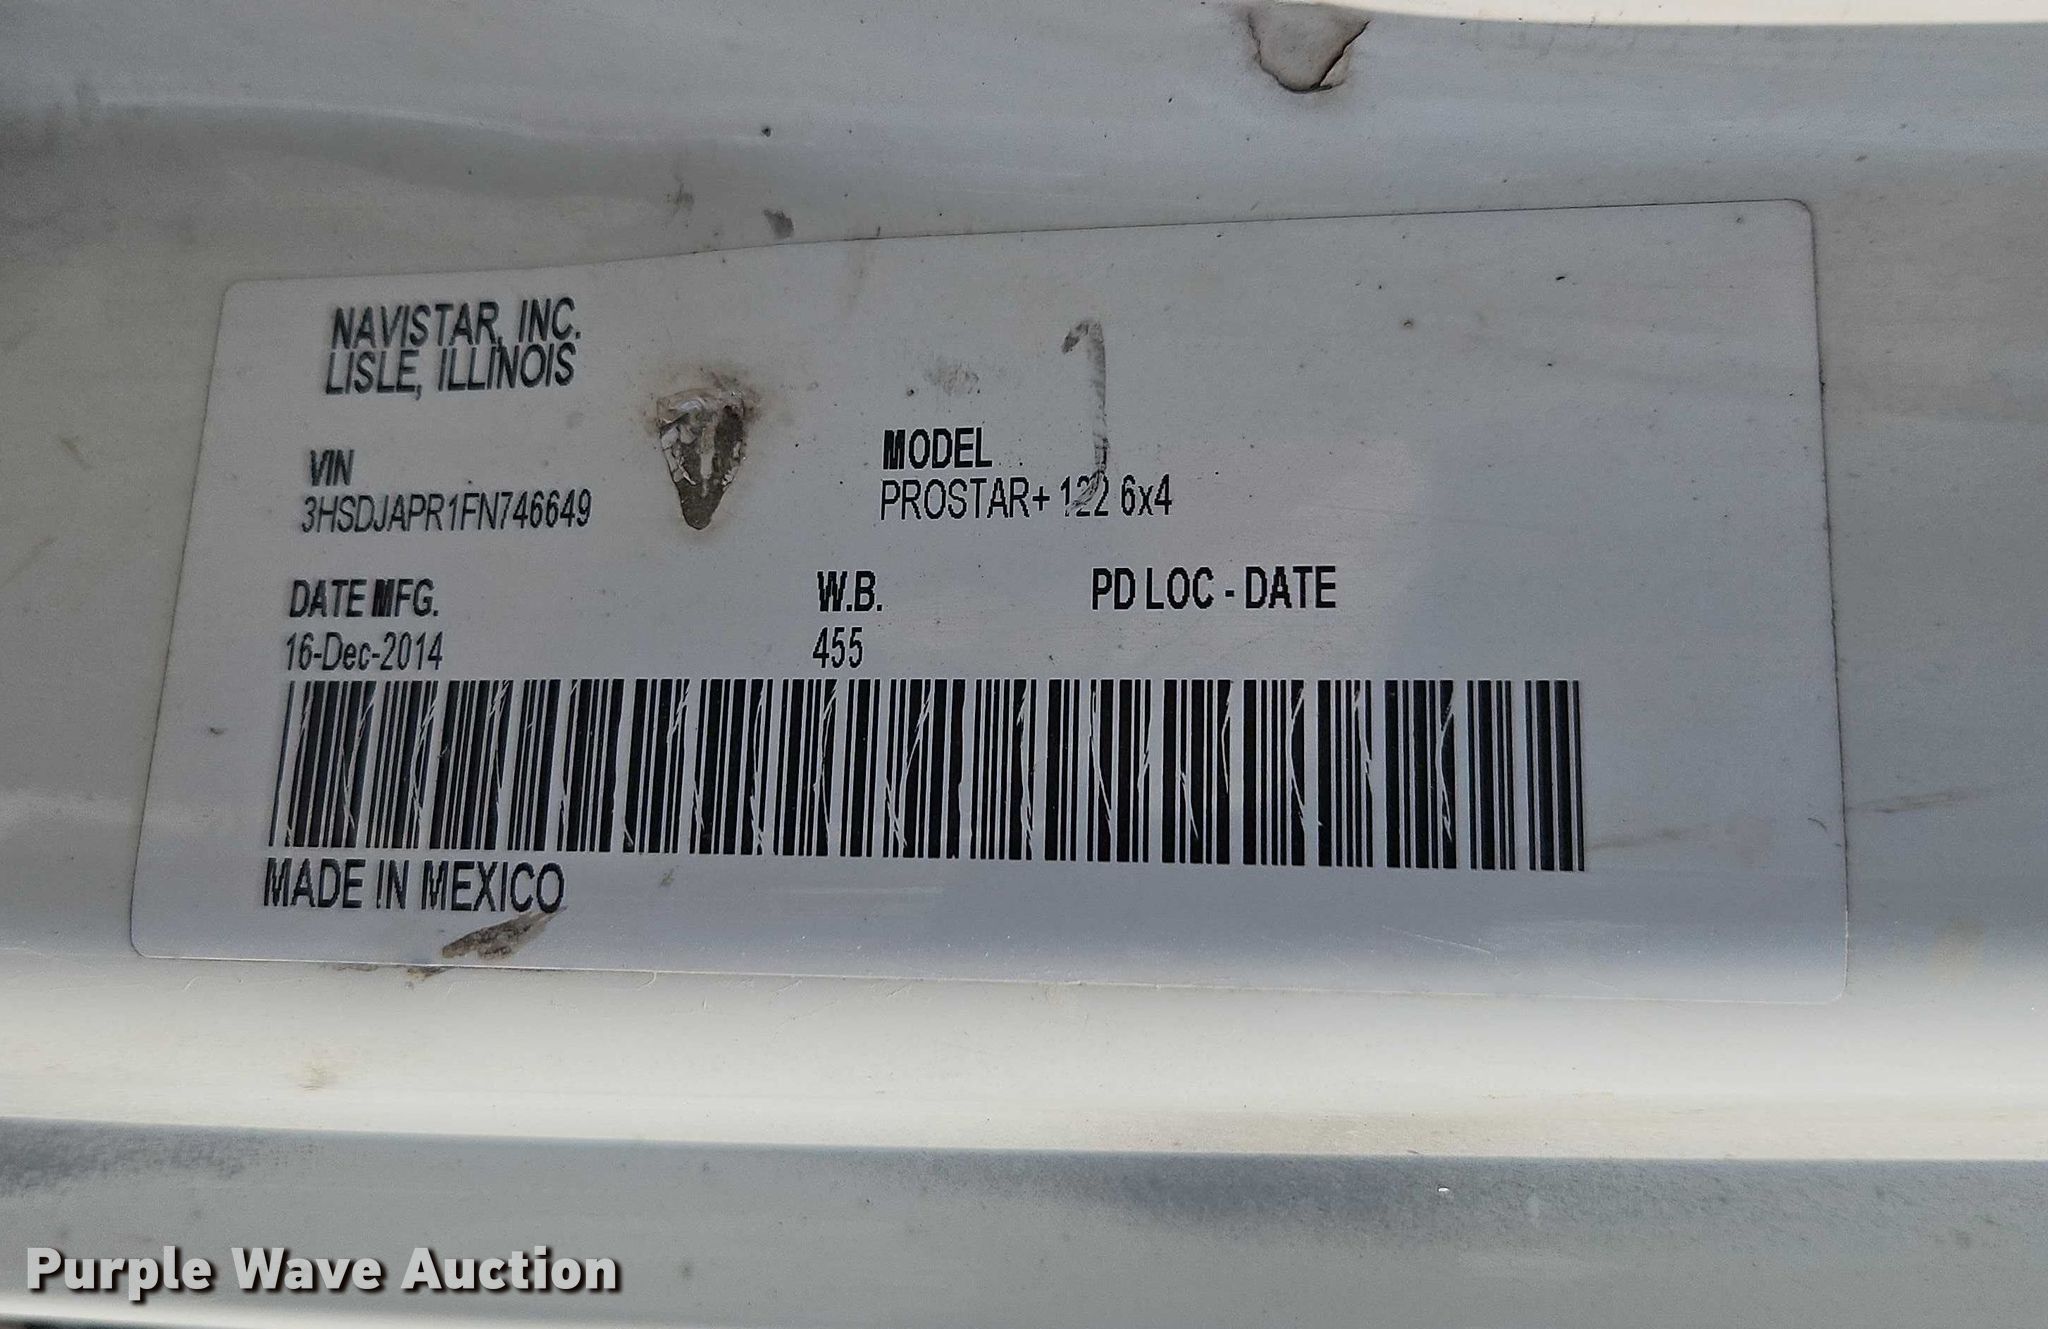 NAVISTAR, INC.
LISLE, ILLINOIS
VIN
3HSDJAPR1FN746649
MODEL
PROSTAR+ 122 6x4
DATE MFG.
16-Dec-2014
W.B.
455
PD LOC - DATE
MADE IN MEXICO
Purple Wave Auction